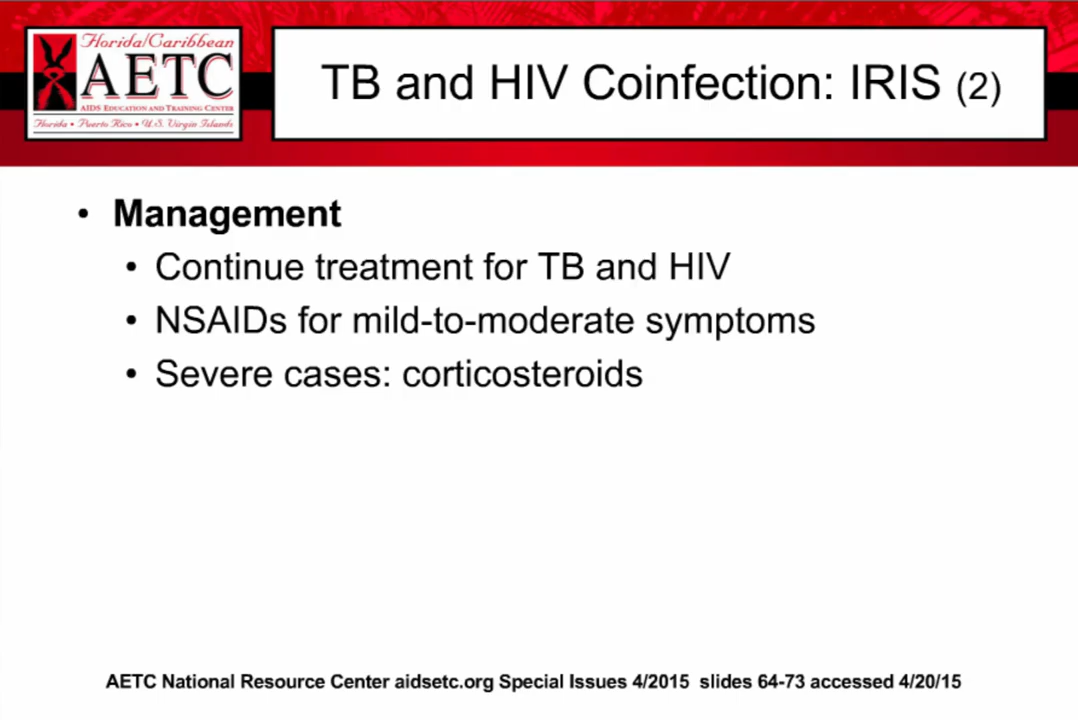 Florida/Caribbean
AETC
AIDS EDUCATION AND TRAINING CENTER
Florida • Puerto Rico • U.S. Virgin Islands
TB and HIV Coinfection: IRIS (2)
• Management
• Continue treatment for TB and HIV
• NSAIDs for mild-to-moderate symptoms
• Severe cases: corticosteroids
AETC National Resource Center aidsetc.org Special Issues 4/2015 slides 64-73 accessed 4/20/15